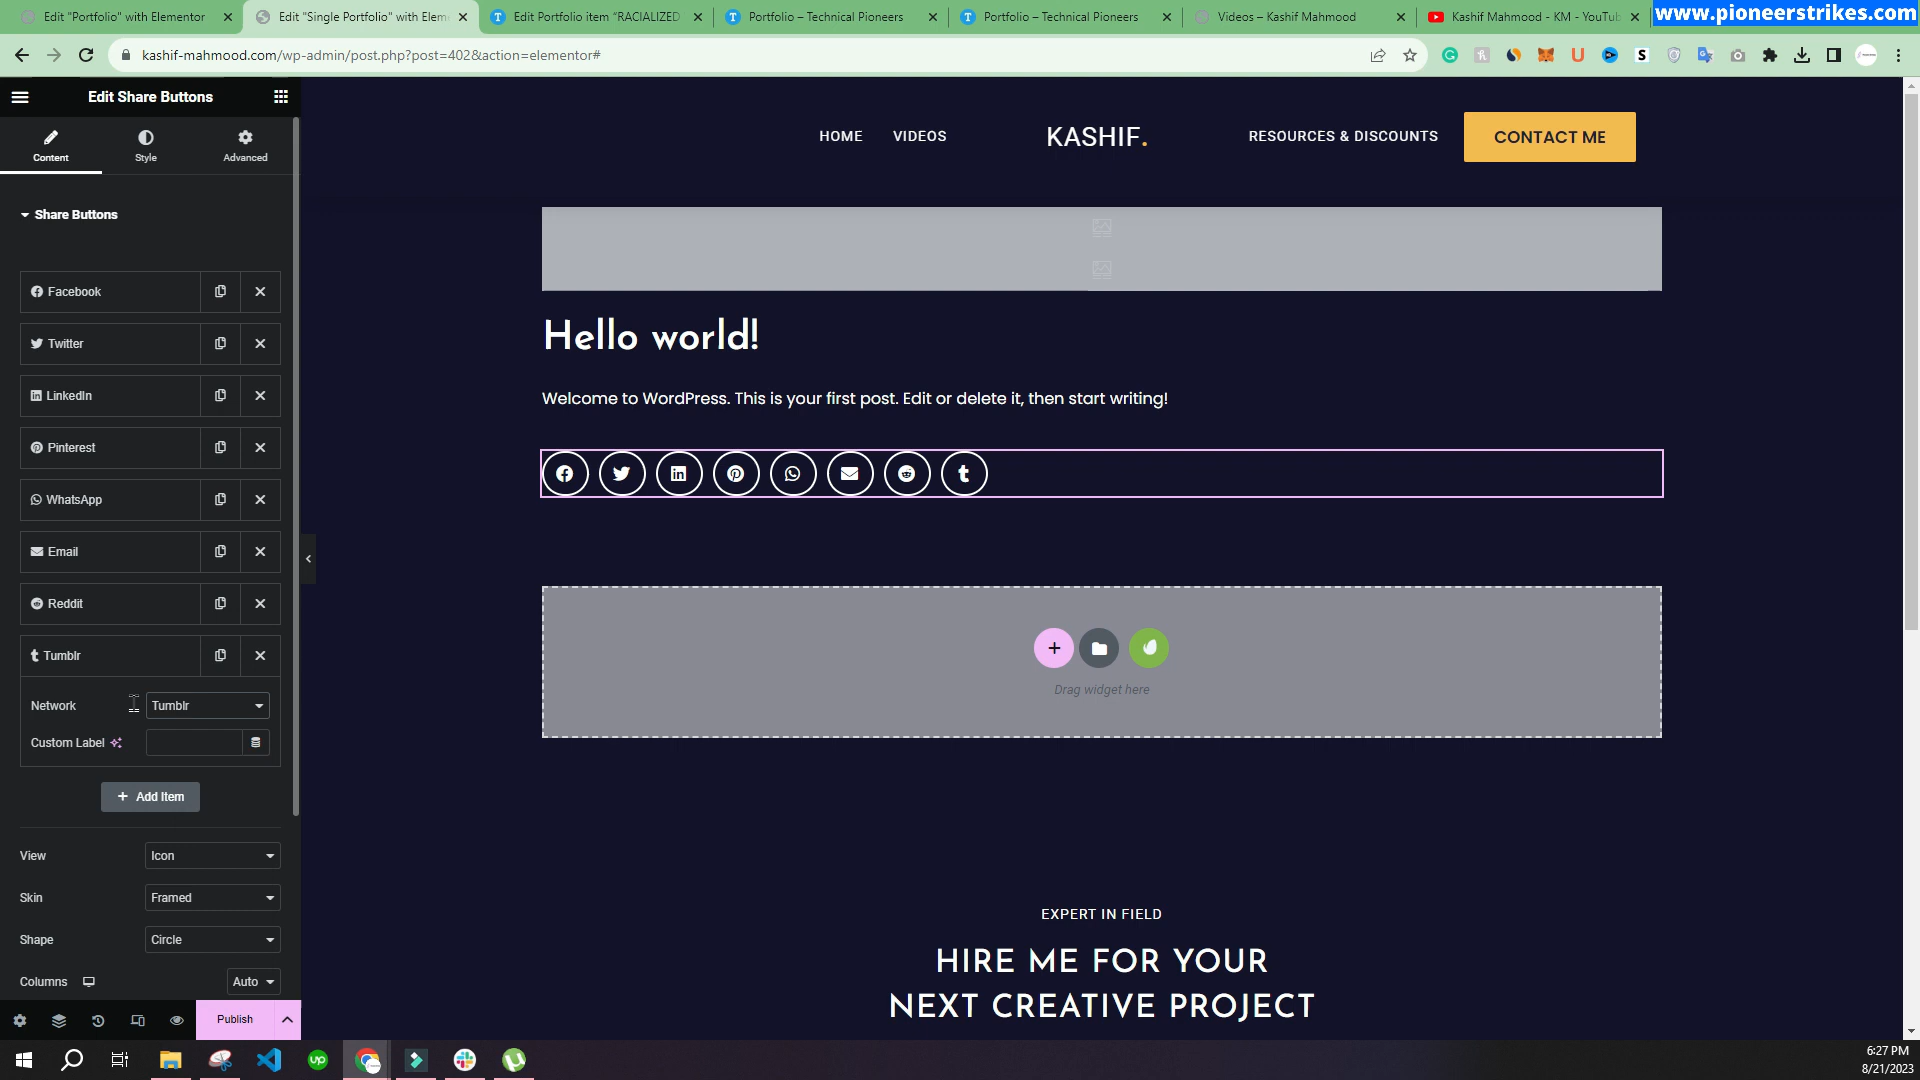 Edit "Portfolio" with Elementor
Edit "Single Portfolio" with Elem
Edit Portfolio item “RACIALIZED
Portfolio – Technical Pioneers
Portfolio – Technical Pioneers
Videos – Kashif Mahmood
Kashif Mahmood - KM - YouTub
www.pioneerstrikes.com
kashif-mahmood.com/wp-admin/post.php?post=402&action=elementor#
Edit Share Buttons
Content
Style
Advanced
Share Buttons
Facebook
Twitter
LinkedIn
Pinterest
WhatsApp
Email
Reddit
Tumblr
Network
Tumblr
Custom Label
+ Add Item
View
Icon
Skin
Framed
Shape
Circle
Columns
Auto
Publish
HOME
VIDEOS
KASHIF.
RESOURCES & DISCOUNTS
CONTACT ME
Hello world!
Welcome to WordPress. This is your first post. Edit or delete it, then start writing!
Drag widget here
EXPERT IN FIELD
HIRE ME FOR YOUR
NEXT CREATIVE PROJECT
6:27 PM
8/21/2023